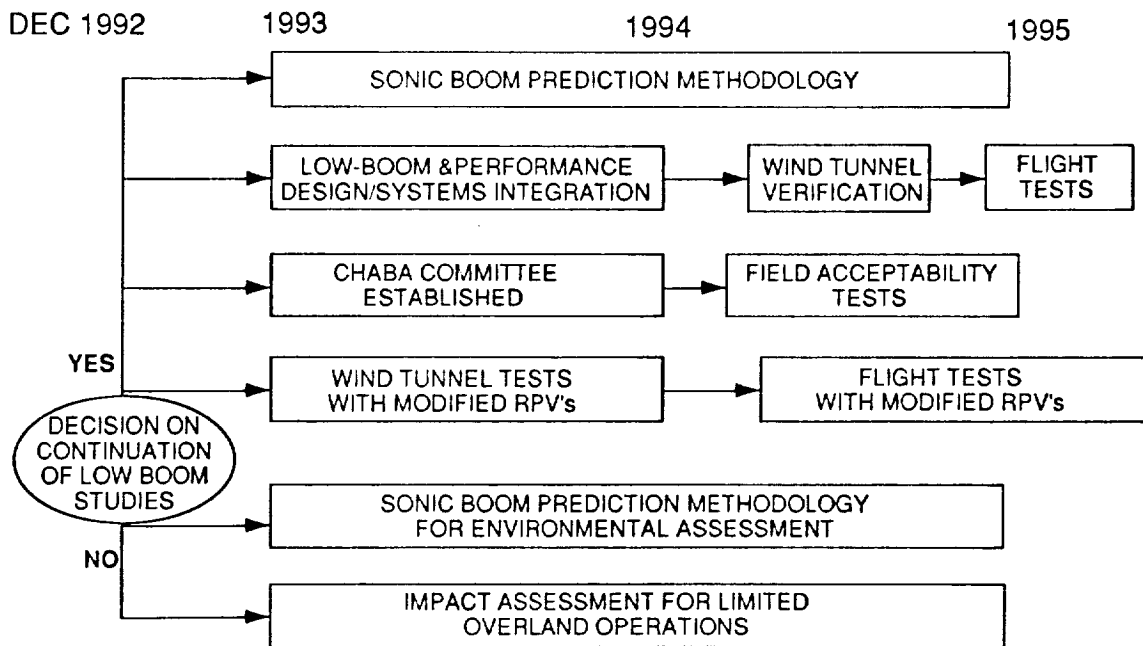 DEC 1992 1993 1994 1995
SONIC BOOM PREDICTION METHODOLOGY
LOW-BOOM &PERFORMANCE
DESIGN/SYSTEMS INTEGRATION
WIND TUNNEL
VERIFICATION
FLIGHT
TESTS
CHABA COMMITTEE
ESTABLISHED
FIELD ACCEPTABILITY
TESTS
YES
WIND TUNNEL TESTS
WITH MODIFIED RPV's
FLIGHT TESTS
WITH MODIFIED RPV's
DECISION ON
CONTINUATION
OF LOW BOOM
STUDIES
SONIC BOOM PREDICTION METHODOLOGY
FOR ENVIRONMENTAL ASSESSMENT
NO
IMPACT ASSESSMENT FOR LIMITED
OVERLAND OPERATIONS